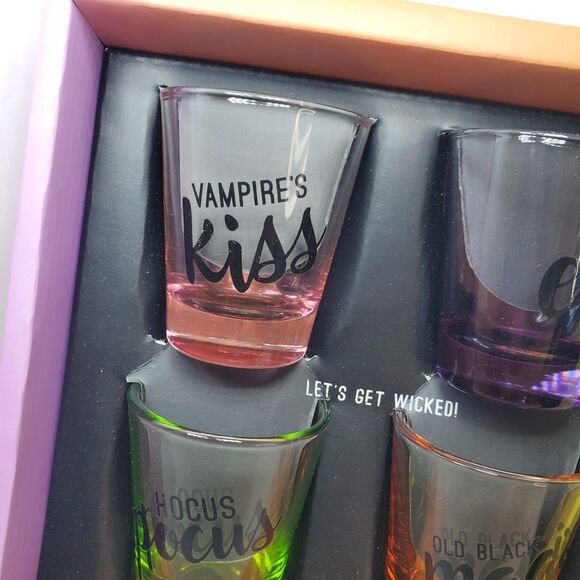 VAMPIRE'S
kiss
LET'S GET WICKED!
HOCUS
pocus
OLD BLACK